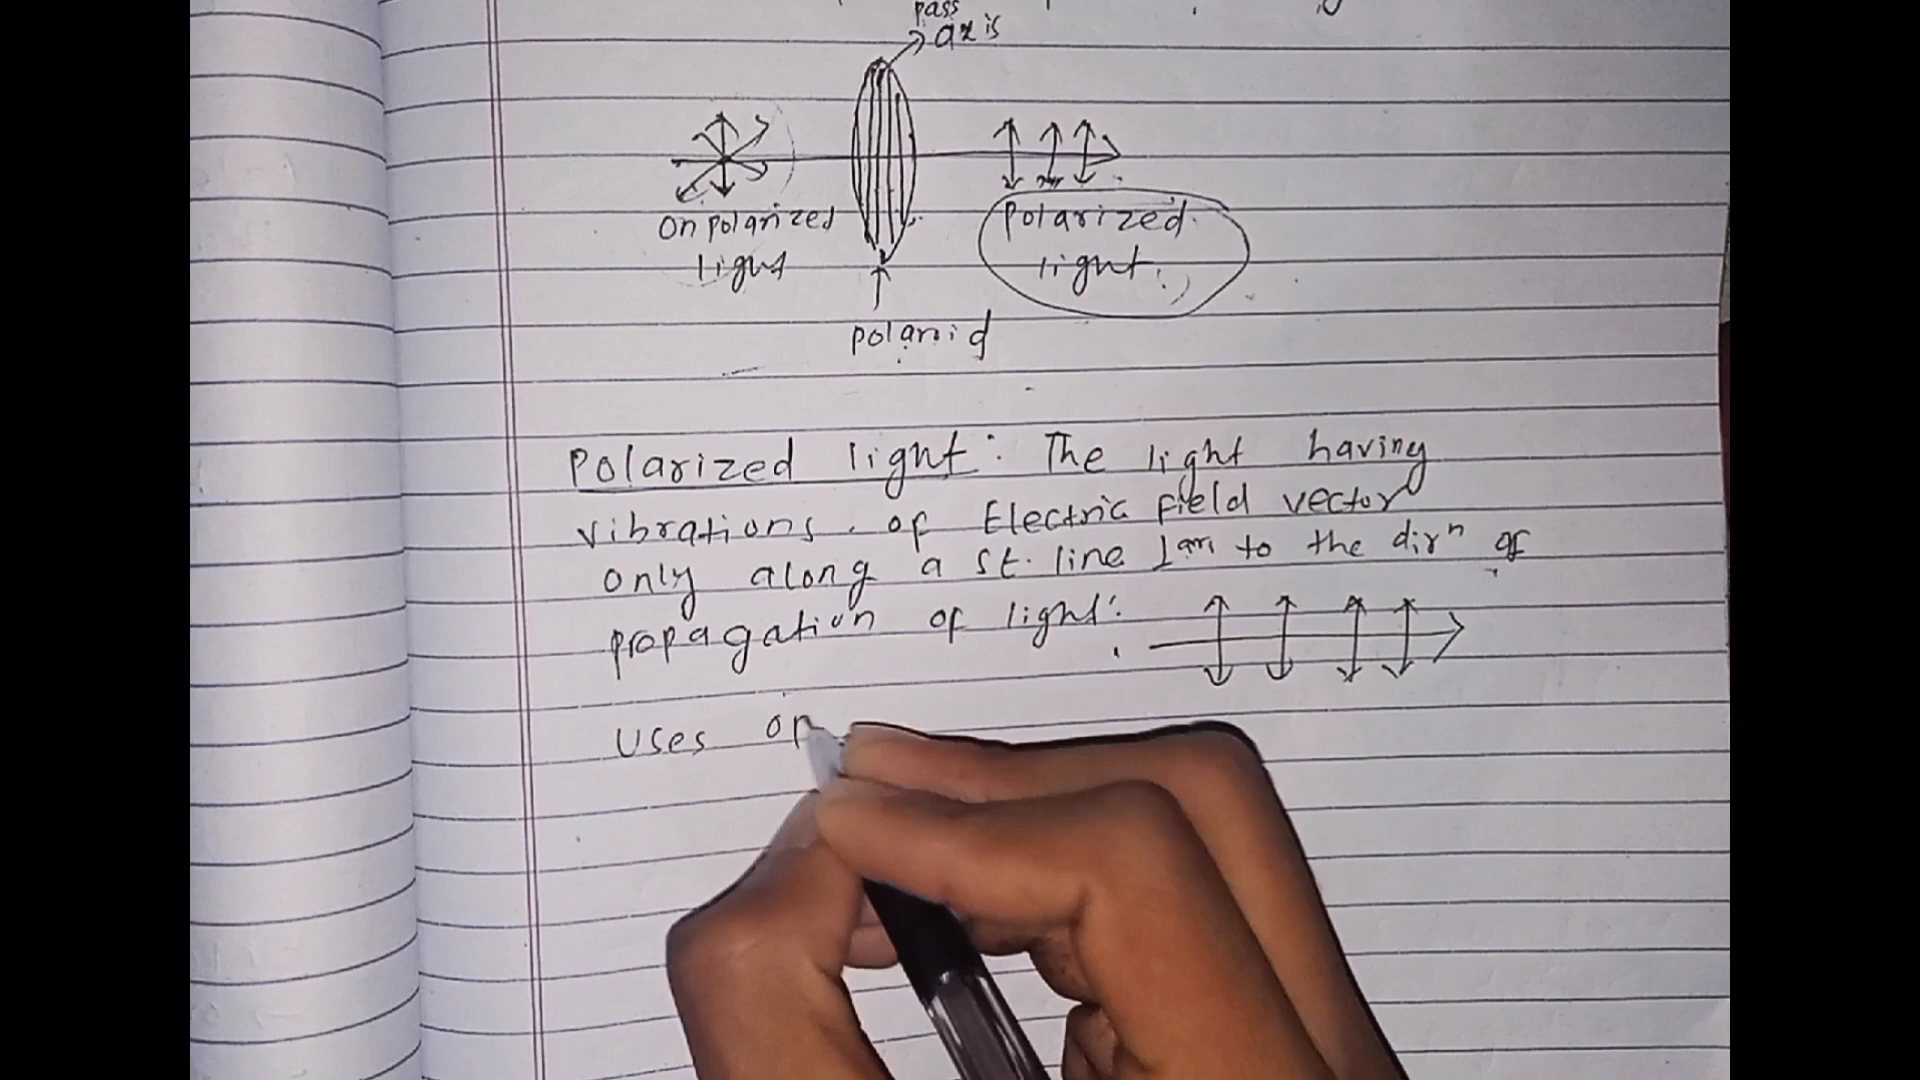 pass
axis
On polarized
light
Polarized
light.
polaroid
Polarized light: The light having
vibrations of Electric field vector
only along a st. line ⊥ar to the dirn of
propagation of light.
Uses of